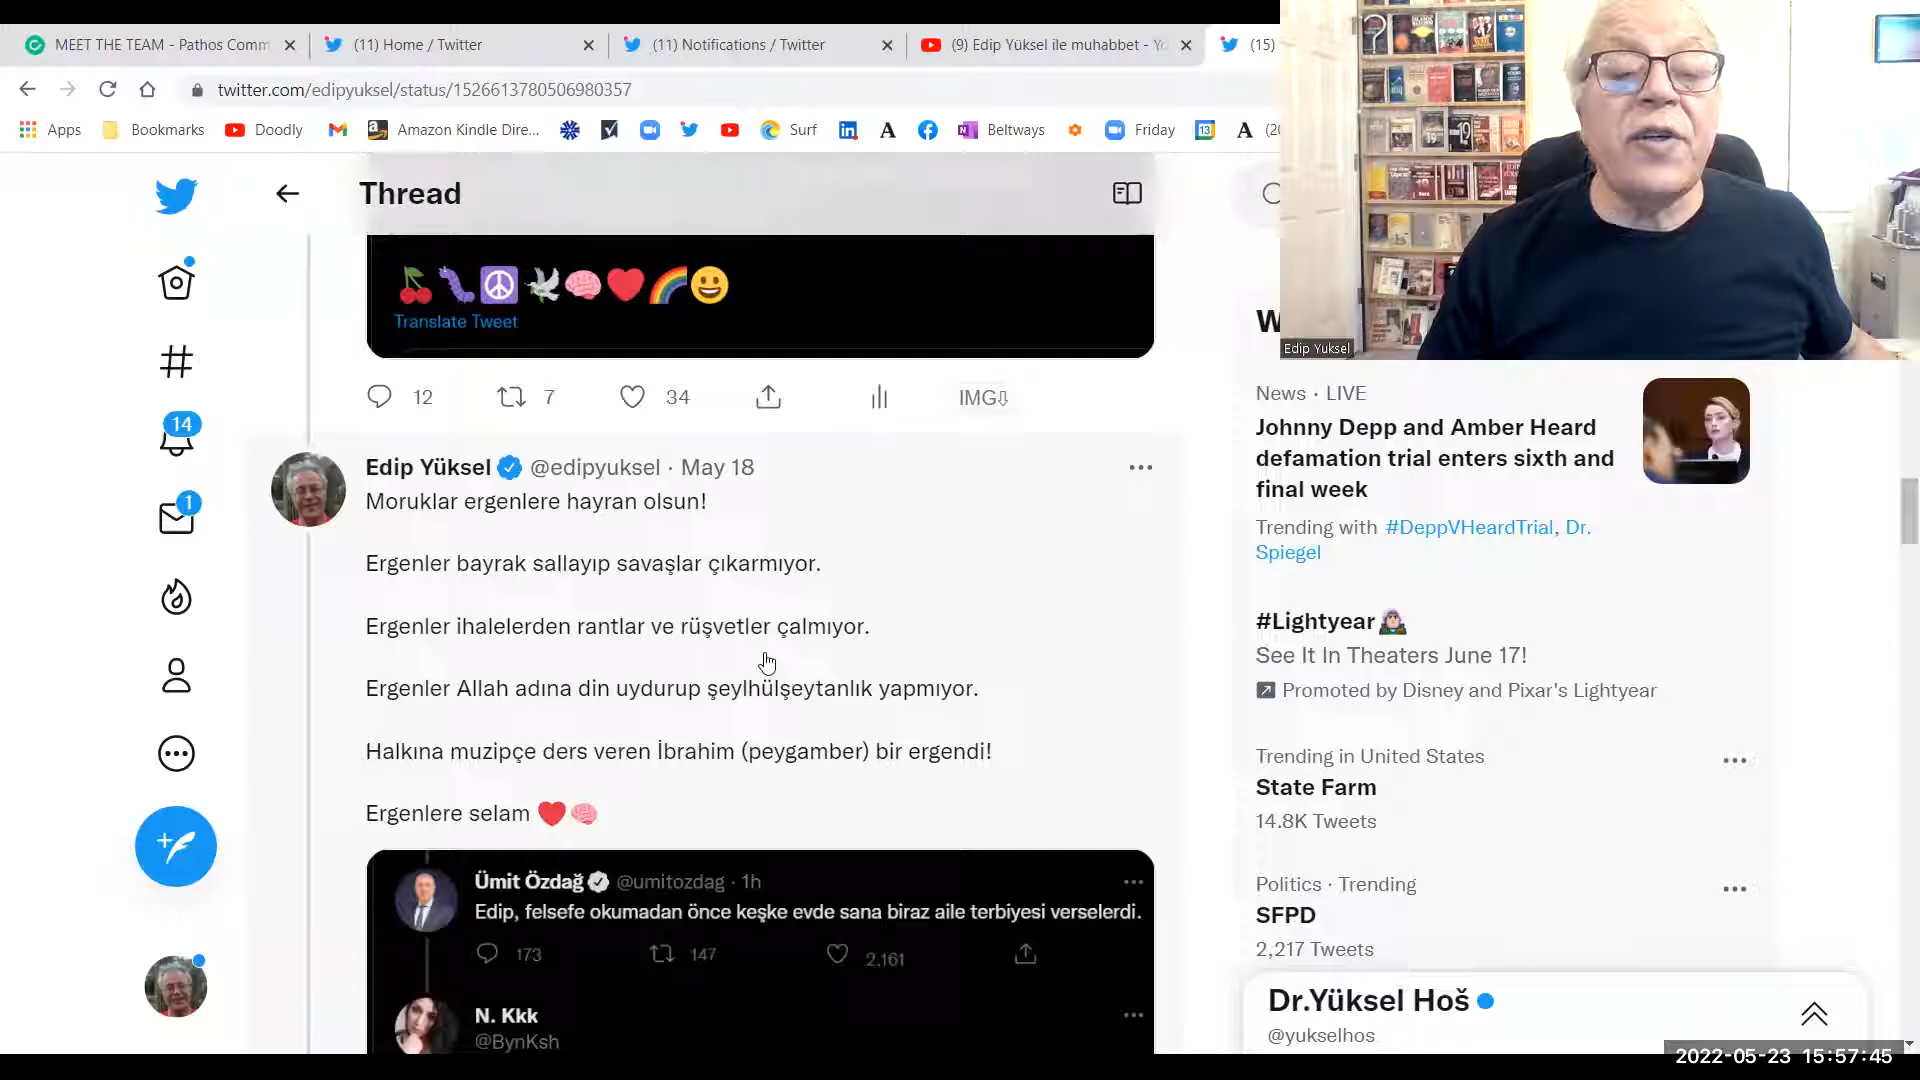 MEET THE TEAM - Pathos Comm
(11) Home / Twitter
(11) Notifications / Twitter
(9) Edip Yüksel ile muhabbet - Yo
(15)
twitter.com/edipyuksel/status/1526613780506980357
Apps
Bookmarks
Doodly
Amazon Kindle Dire...
Surf
Beltways
Friday
13
Thread
Translate Tweet
12
7
34
IMG⇩
14
1
Edip Yüksel @edipyuksel · May 18
Moruklar ergenlere hayran olsun!
Ergenler bayrak sallayıp savaşlar çıkarmıyor.
Ergenler ihalelerden rantlar ve rüşvetler çalmıyor.
Ergenler Allah adına din uydurup şeylhülşeytanlık yapmıyor.
Halkına muzipçe ders veren İbrahim (peygamber) bir ergendi!
Ergenlere selam
Ümit Özdağ @umitozdag · 1h
Edip, felsefe okumadan önce keşke evde sana biraz aile terbiyesi verselerdi.
173
147
2.161
N. Kkk
@BynKsh
Edip Yuksel
News · LIVE
Johnny Depp and Amber Heard
defamation trial enters sixth and
final week
Trending with #DeppVHeardTrial, Dr.
Spiegel
#Lightyear
See It In Theaters June 17!
Promoted by Disney and Pixar's Lightyear
Trending in United States
State Farm
14.8K Tweets
Politics · Trending
SFPD
2,217 Tweets
Dr.Yüksel Hoš
@yukselhos
2022-05-23 15:57:45